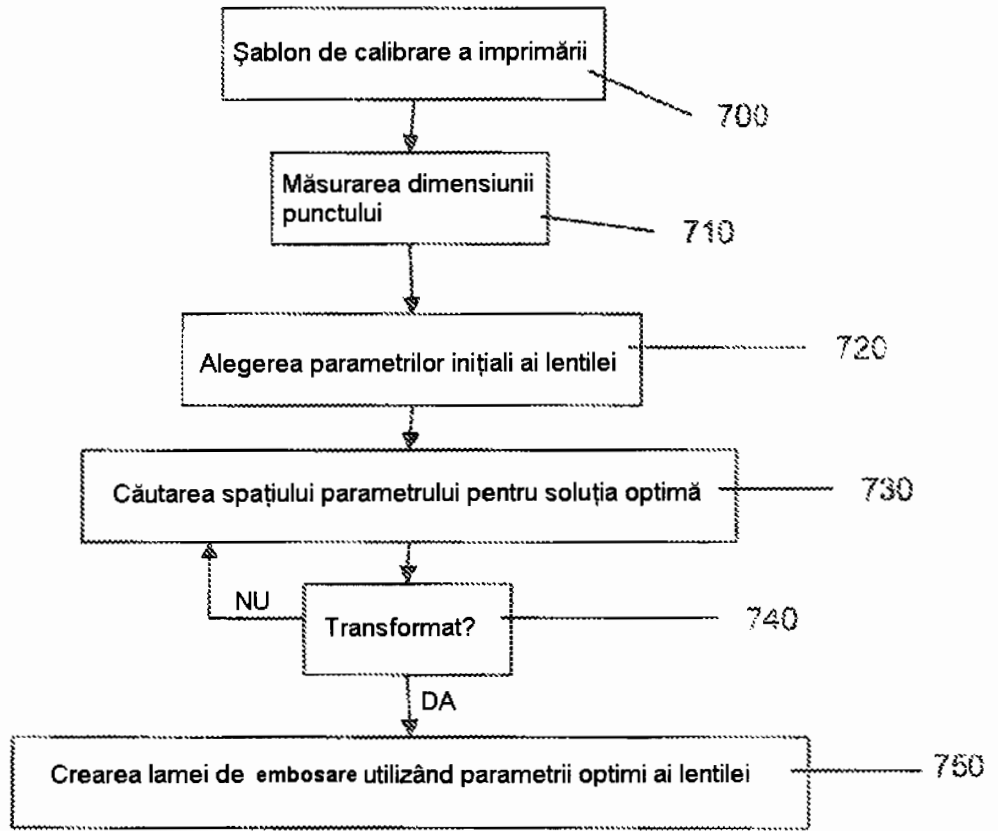 Şablon de calibrare a imprimării
700
Măsurarea dimensiunii
punctului
710
Alegerea parametrilor inițiali ai lentilei
720
Căutarea spațiului parametrului pentru soluția optimă
730
NU
Transformat?
740
DA
Crearea lamei de embosare utilizând parametrii optimi ai lentilei
750